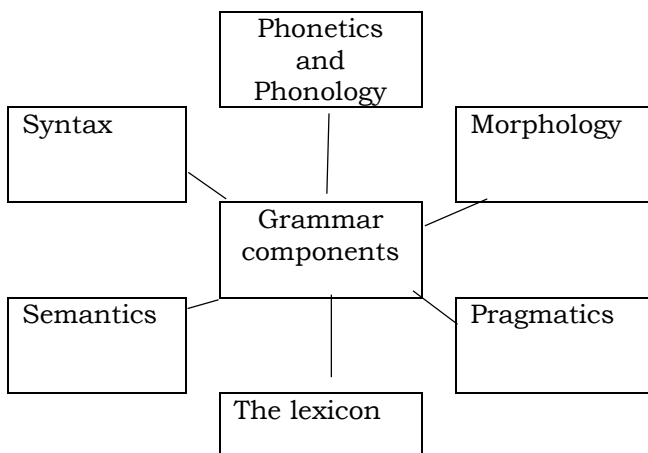 Phonetics
and
Phonology
Syntax
Morphology
Grammar
components
Semantics
Pragmatics
The lexicon